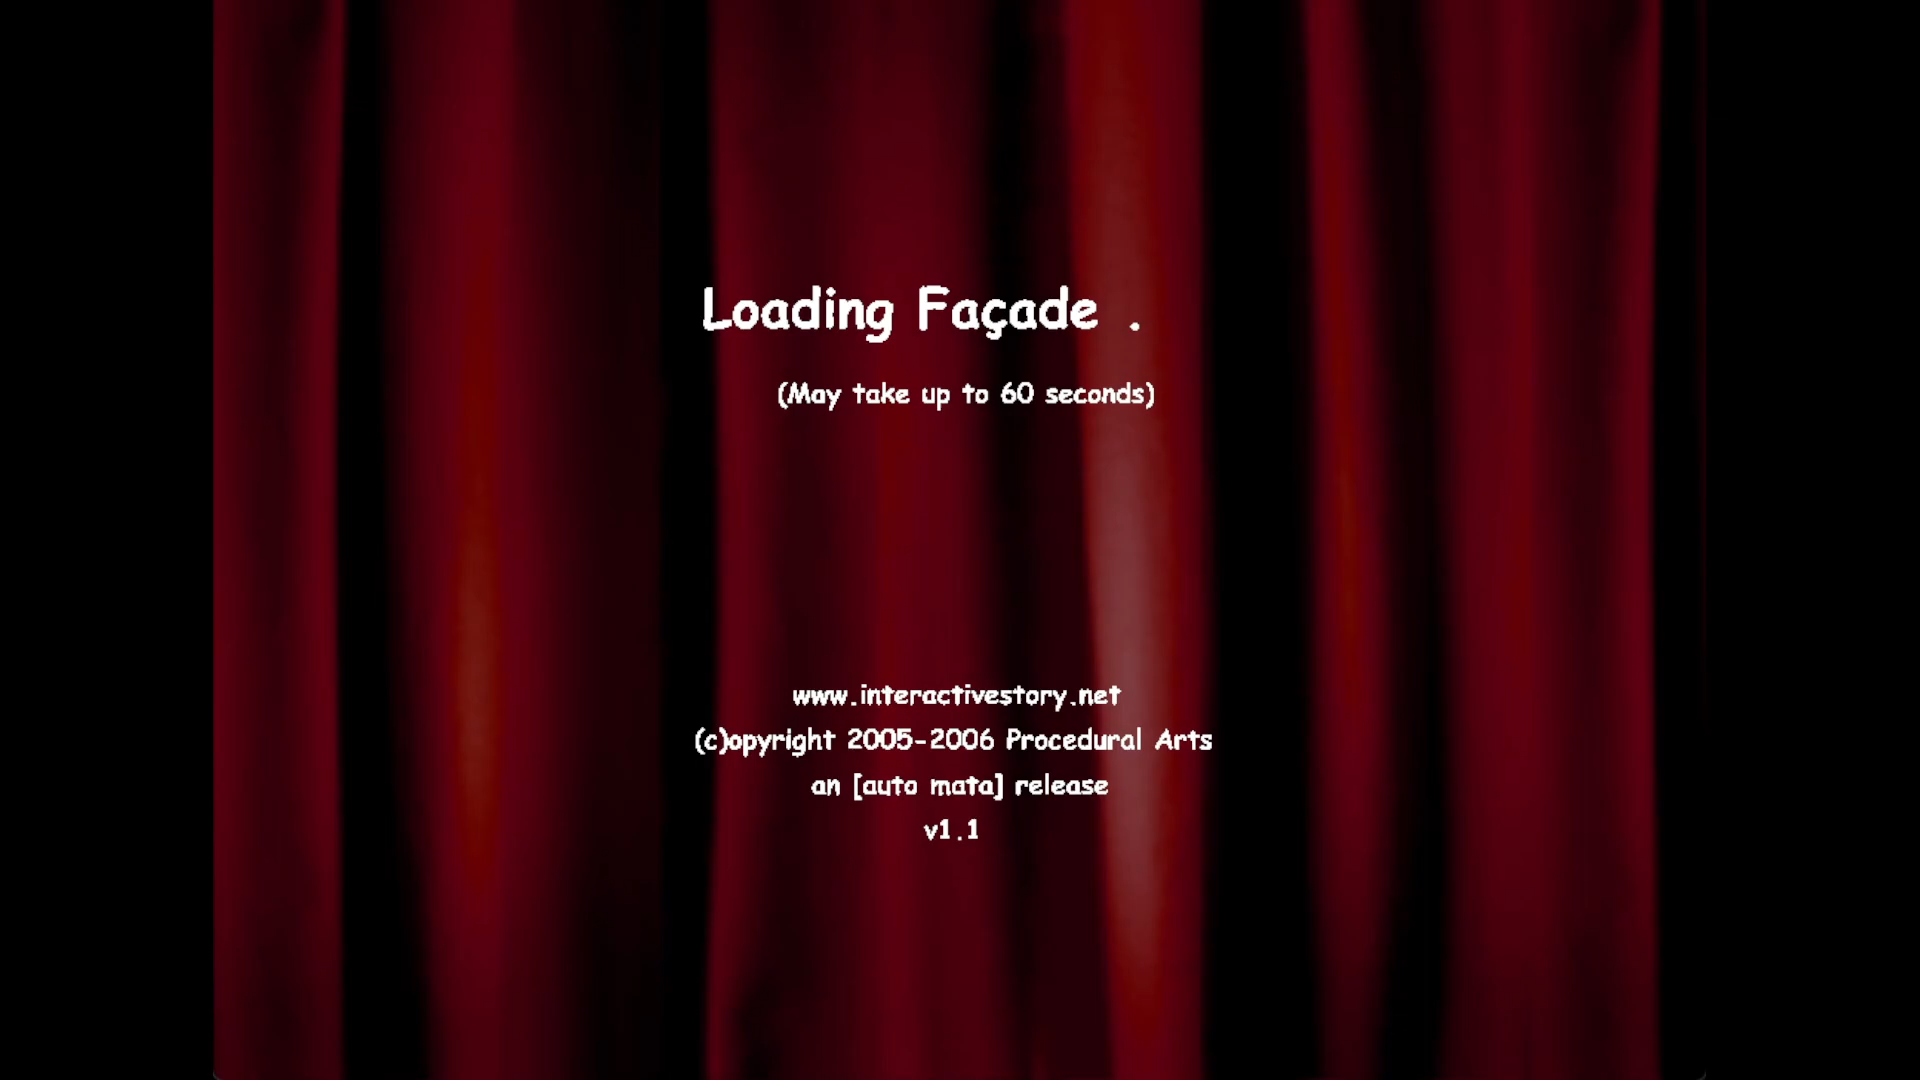 Loading Façade .
(May take up to 60 seconds)
www.interactivestory.net
(c)opyright 2005-2006 Procedural Arts
an [auto mata] release
v1.1